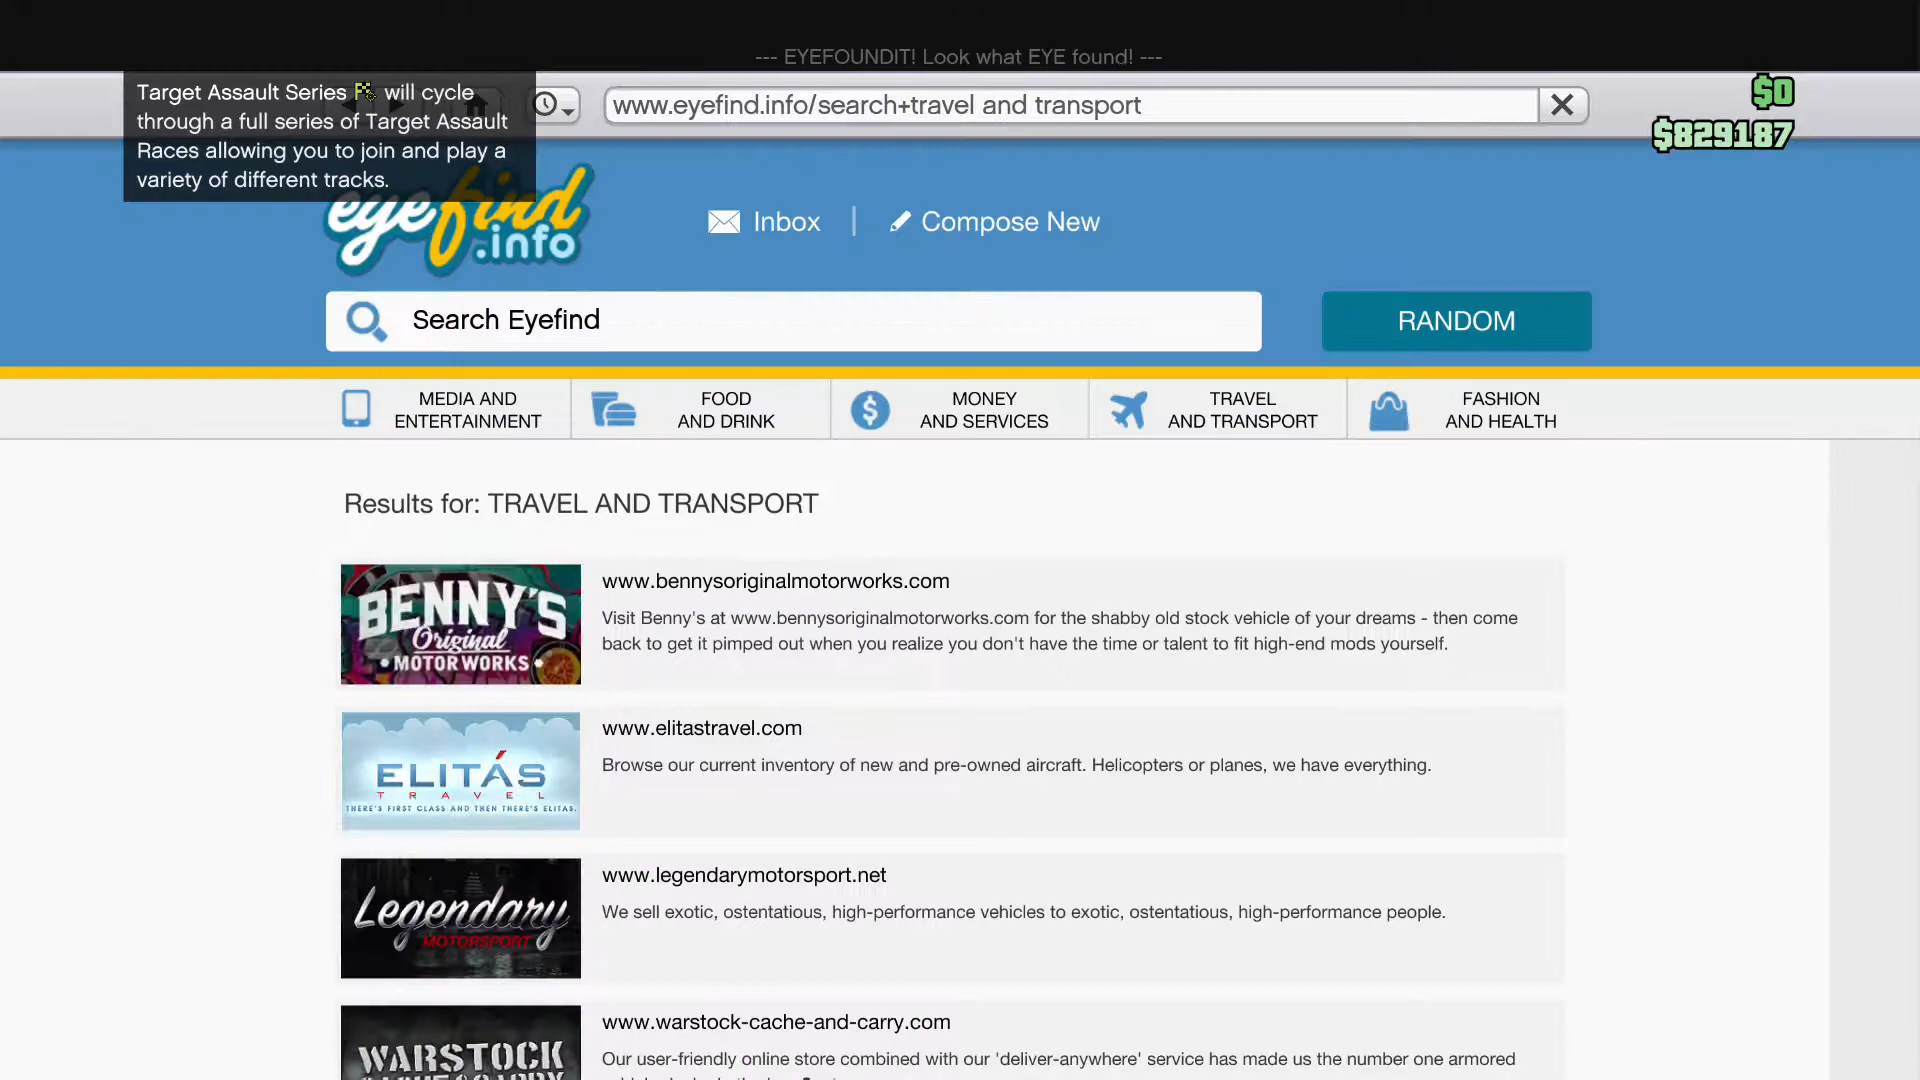 --- EYEFOUNDIT! Look what EYE found! ---
Target Assault Series will cycle
through a full series of Target Assault
Races allowing you to join and play a
variety of different tracks.
www.eyefind.info/search+travel and transport
$0
$829187
eyefind
.info
Inbox
Compose New
Search Eyefind
RANDOM
MEDIA AND
ENTERTAINMENT
FOOD
AND DRINK
MONEY
AND SERVICES
TRAVEL
AND TRANSPORT
FASHION
AND HEALTH
Results for: TRAVEL AND TRANSPORT
BENNY'S
Original
MOTOR WORKS
www.bennysoriginalmotorworks.com
Visit Benny's at www.bennysoriginalmotorworks.com for the shabby old stock vehicle of your dreams - then come
back to get it pimped out when you realize you don't have the time or talent to fit high-end mods yourself.
ELITÁS
TRAVEL
THERE'S FIRST CLASS AND THEN THERE'S ELITAS.
www.elitastravel.com
Browse our current inventory of new and pre-owned aircraft. Helicopters or planes, we have everything.
Legendary
MOTORSPORT
www.legendarymotorsport.net
We sell exotic, ostentatious, high-performance vehicles to exotic, ostentatious, high-performance people.
WARSTOCK
www.warstock-cache-and-carry.com
Our user-friendly online store combined with our 'deliver-anywhere' service has made us the number one armored